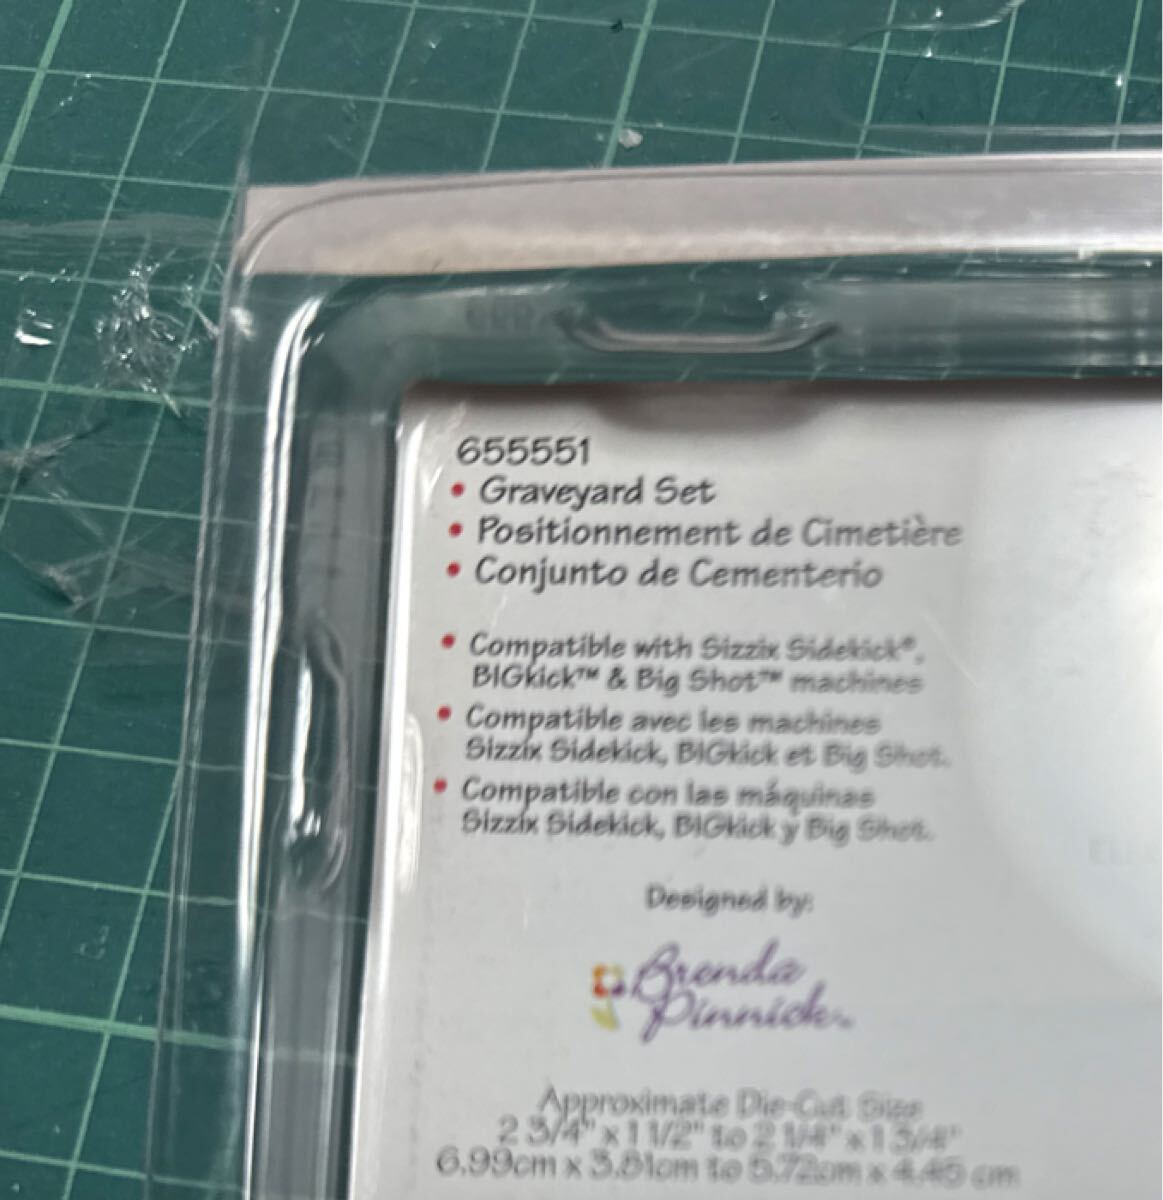 655551
• Graveyard Set
• Positionnement de Cimetière
• Conjunto de Cementerio
• Compatible with Sizzix Sidekick®,
BIGkick™ & Big Shot™ machines
• Compatible avec les machines
Sizzix Sidekick, BIGkick et Big Shot.
• Compatible con las máquinas
Sizzix Sidekick, BIGkick y Big Shot.
Designed by:
Brenda
Pinnick
Approximate Die-Cut Size
2 3/4" x 1 1/2" to 2 1/4" x 1 3/4"
6.99cm x 3.81cm to 5.72cm x 4.45 cm